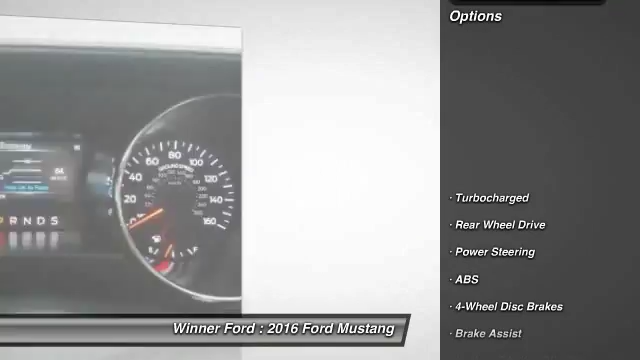 Options
· Turbocharged
· Rear Wheel Drive
· Power Steering
· ABS
· 4-Wheel Disc Brakes
· Brake Assist
20 40 60 80 100 120 140 160
R N D S
Winner Ford : 2016 Ford Mustang